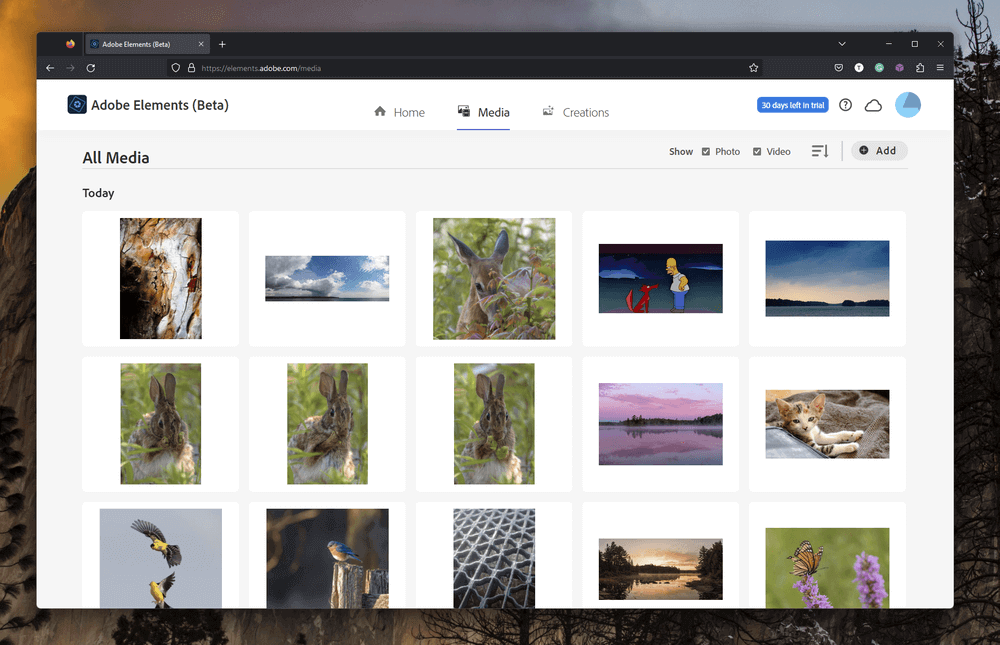 Adobe Elements (Beta)
https://elements.adobe.com/media
Adobe Elements (Beta)
Home
Media
Creations
30 days left in trial
All Media
Show
Photo
Video
Add
Today